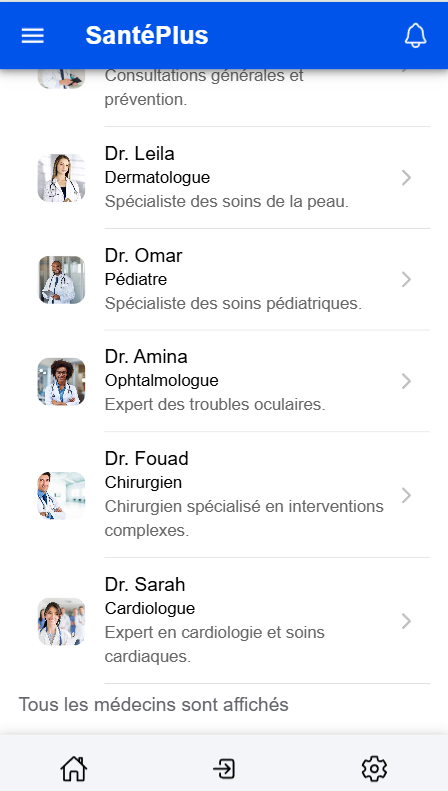 SantéPlus
Consultations générales et
prévention.
Dr. Leila
Dermatologue
Spécialiste des soins de la peau.
Dr. Omar
Pédiatre
Spécialiste des soins pédiatriques.
Dr. Amina
Ophtalmologue
Expert des troubles oculaires.
Dr. Fouad
Chirurgien
Chirurgien spécialisé en interventions
complexes.
Dr. Sarah
Cardiologue
Expert en cardiologie et soins
cardiaques.
Tous les médecins sont affichés